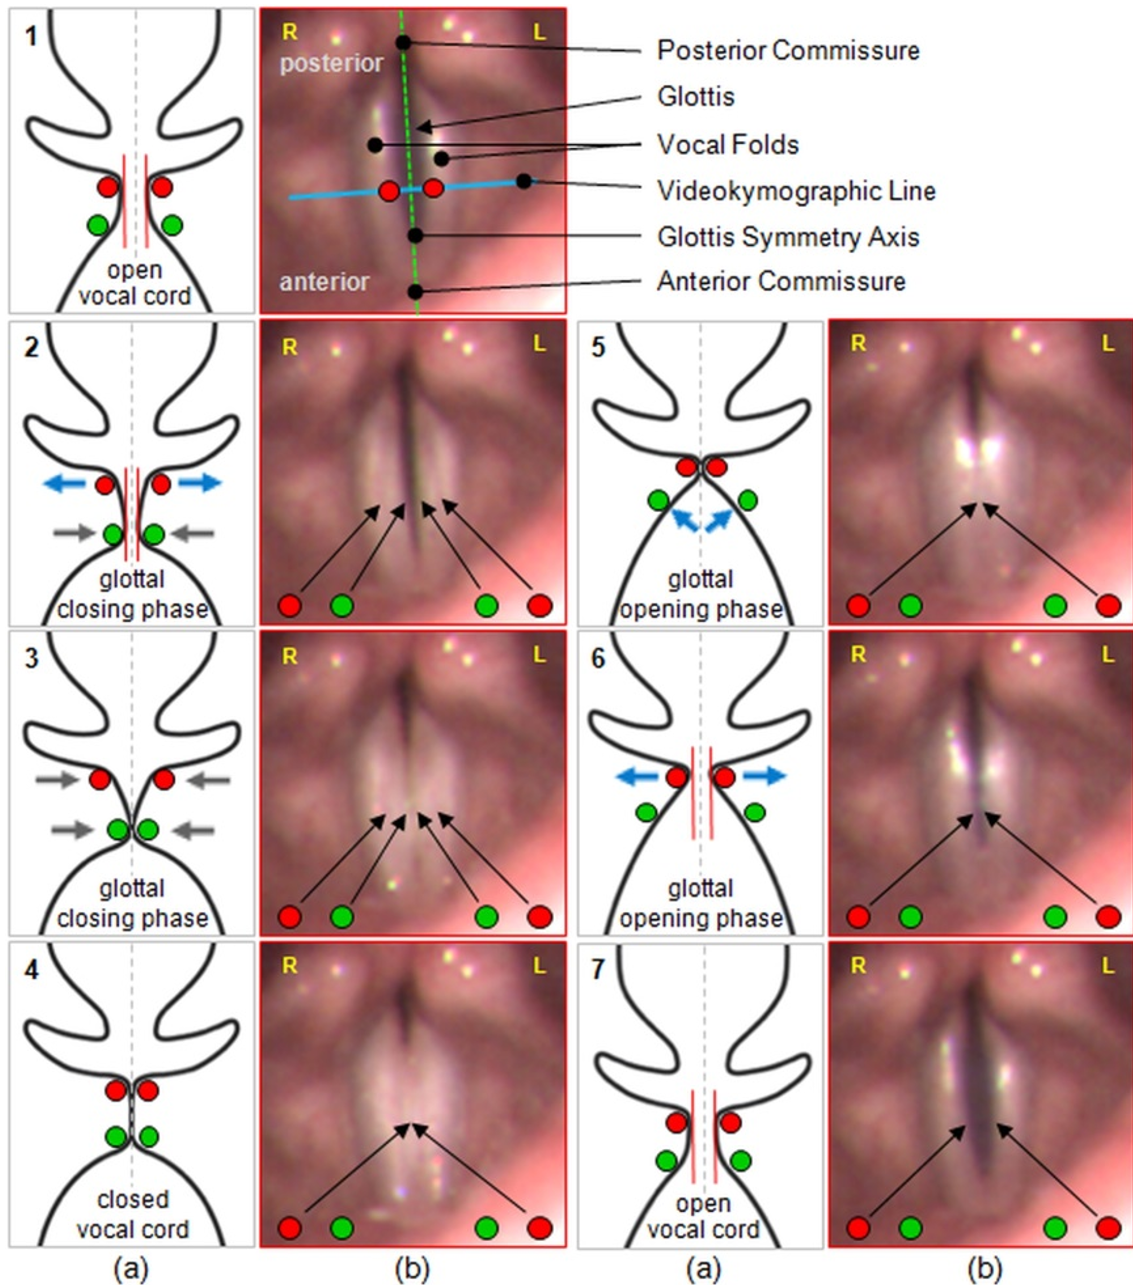 1
R
L
posterior
anterior
Posterior Commissure
Glottis
Vocal Folds
Videokymographic Line
Glottis Symmetry Axis
Anterior Commissure
open
vocal cord
2
R
L
glottal
closing phase
5
R
L
glottal
opening phase
3
R
L
glottal
closing phase
6
R
L
glottal
opening phase
4
R
L
closed
vocal cord
7
R
L
open
vocal cord
(a)
(b)
(a)
(b)